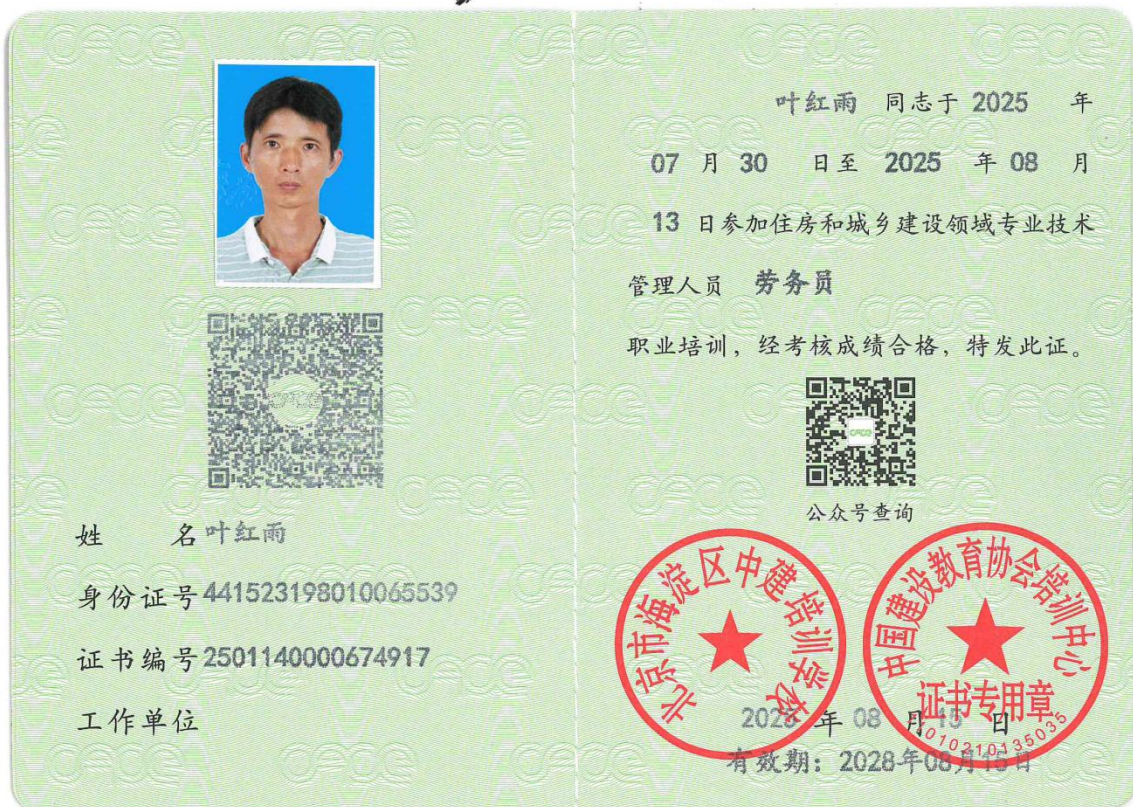 姓 名 叶红雨
身份证号 441523198010065539
证书编号 2501140000674917
工作单位
叶红雨 同志于 2025 年
07 月 30 日至 2025 年 08 月
13 日参加住房和城乡建设领域专业技术
管理人员 劳务员
职业培训，经考核成绩合格，特发此证。
CECE
公众号查询
北京市海淀区中建培训学校
中国建设教育协会培训中心
证书专用章
2025 年 08 月 15 日
有效期：2028年08月15日